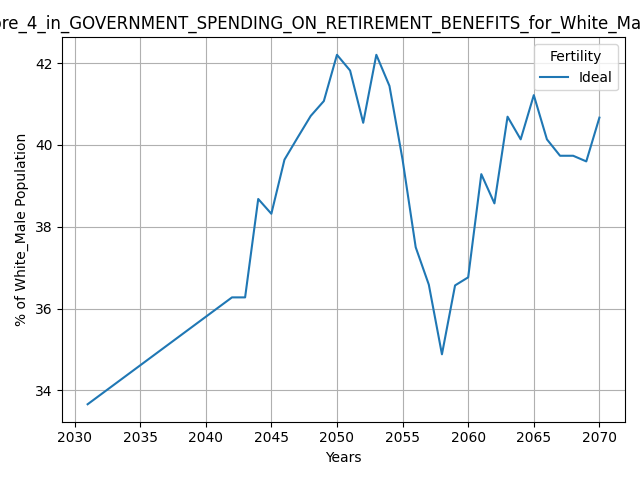 ore_4_in_GOVERNMENT_SPENDING_ON_RETIREMENT_BENEFITS_for_White_Ma
Fertility
Ideal
42
40
38
36
34
% of White_Male Population
2030 2035 2040 2045 2050 2055 2060 2065 2070
Years